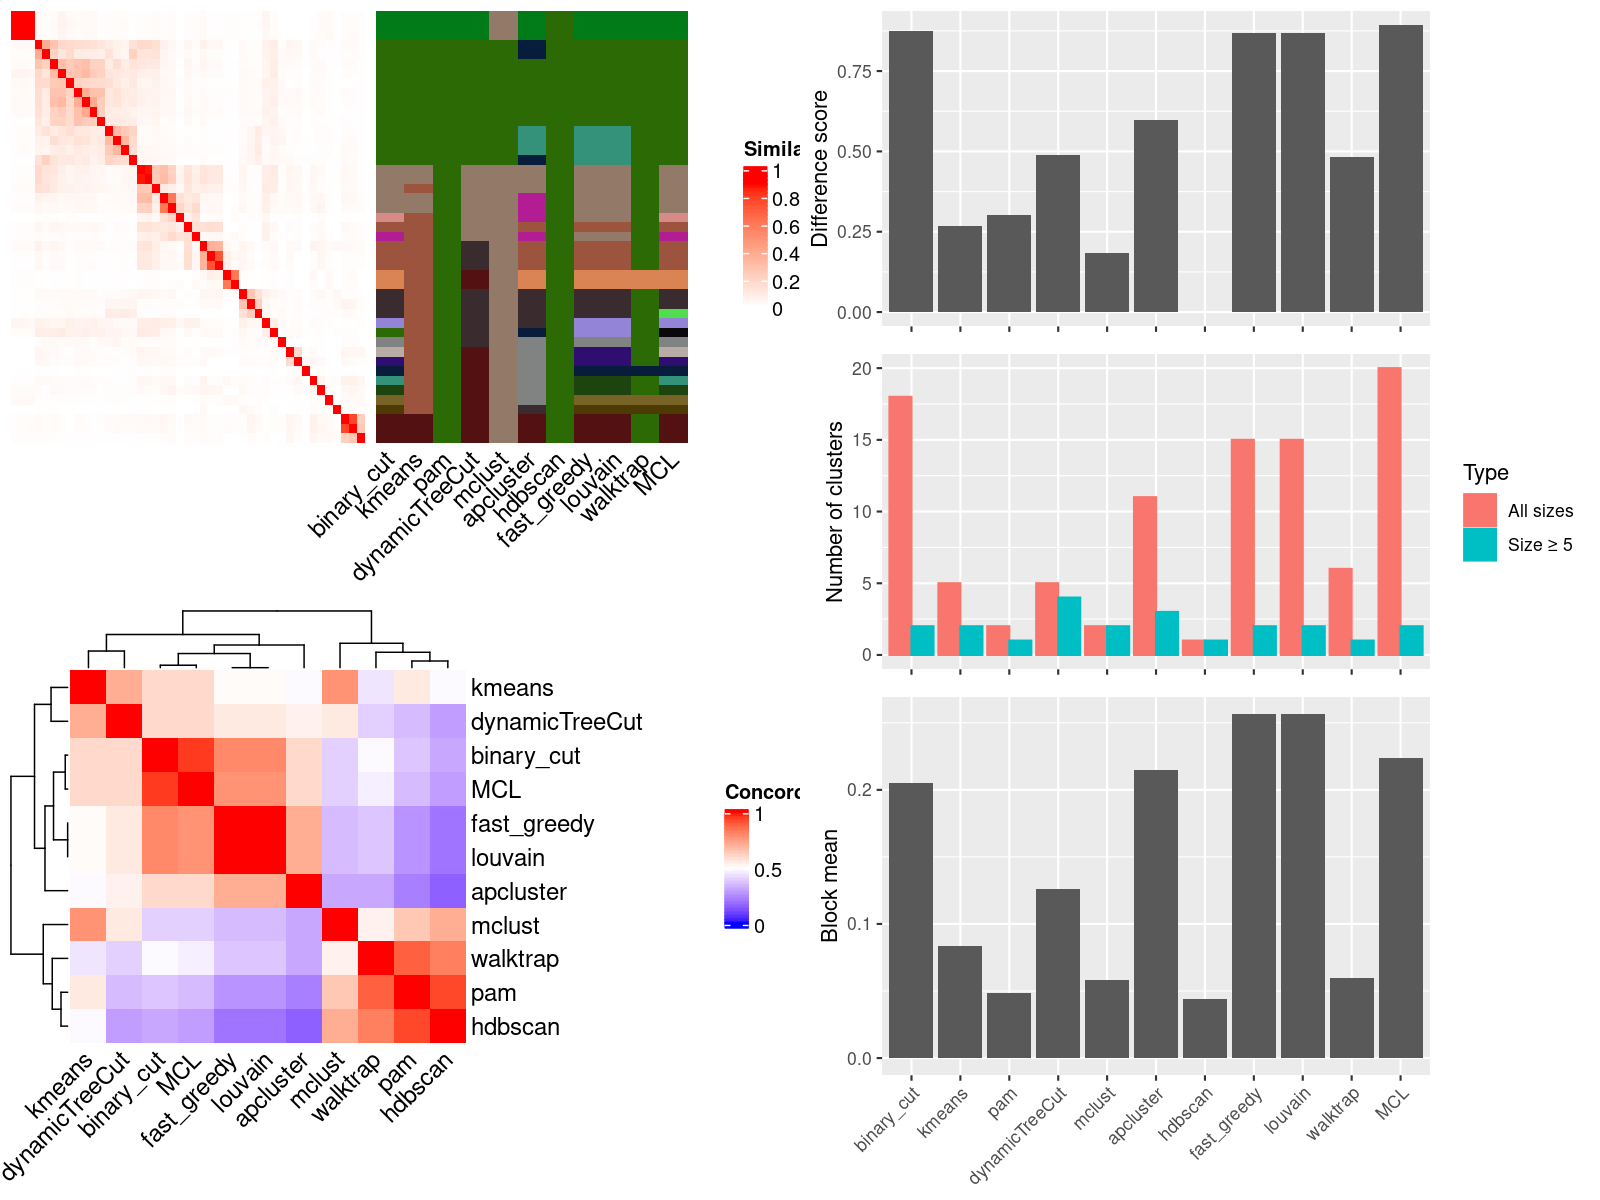 Simila
1
0.8
0.6
0.4
0.2
0
binary_cut
kmeans
pam
dynamicTreeCut
mclust
apcluster
hdbscan
fast_greedy
louvain
walktrap
MCL
Difference score
0.75
0.50
0.25
0.00
Number of clusters
20
15
10
5
0
Type
All sizes
Size ≥ 5
kmeans
dynamicTreeCut
binary_cut
MCL
fast_greedy
louvain
apcluster
mclust
walktrap
pam
hdbscan
kmeans
dynamicTreeCut
binary_cut
MCL
fast_greedy
louvain
apcluster
mclust
walktrap
pam
hdbscan
Concord
1
0.5
0
Block mean
0.2
0.1
0.0
binary_cut
kmeans
pam
dynamicTreeCut
mclust
apcluster
hdbscan
fast_greedy
louvain
walktrap
MCL